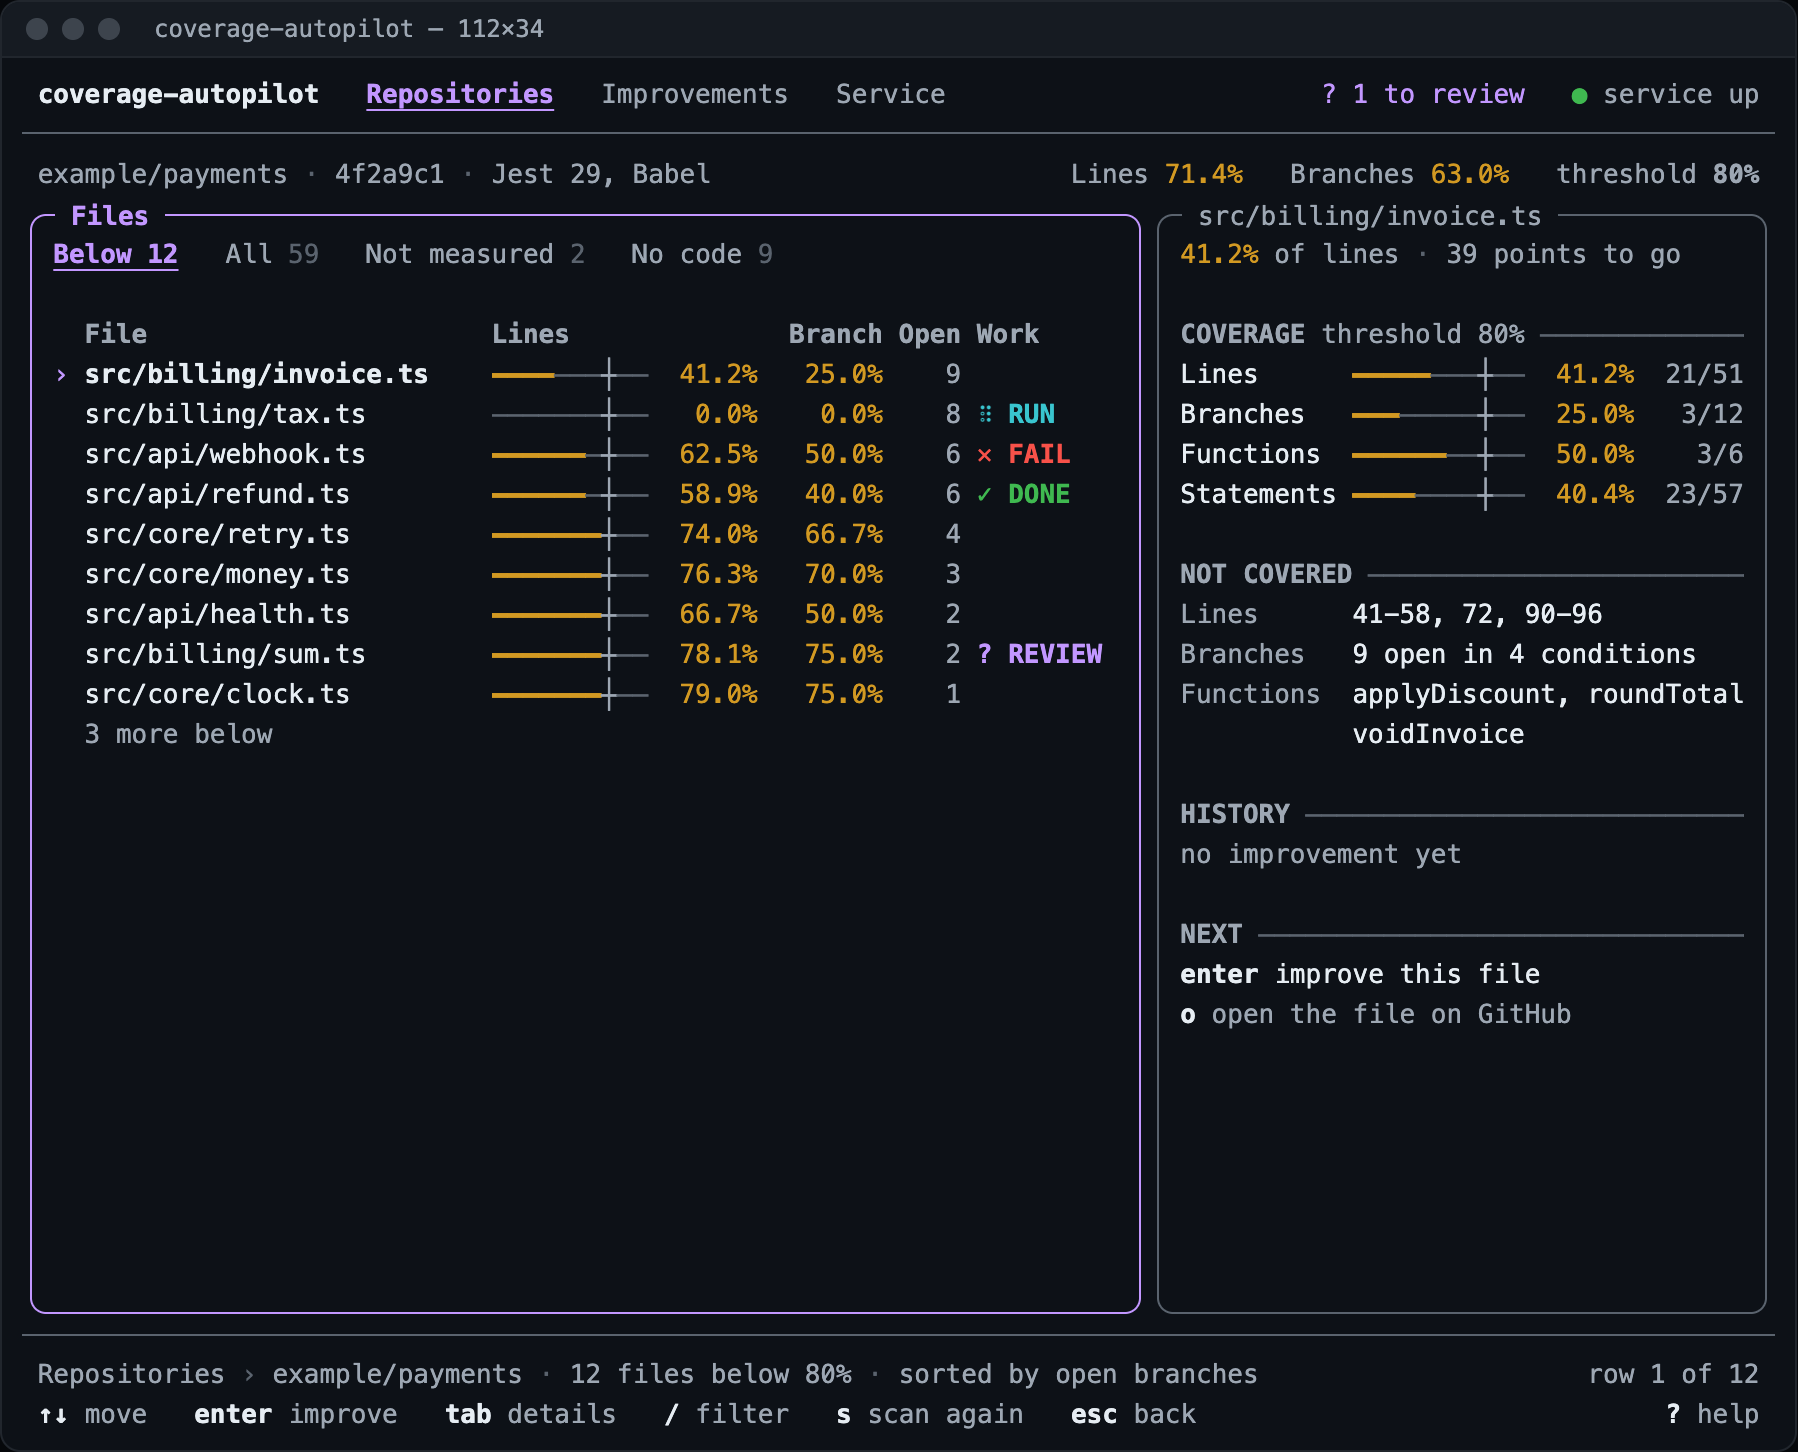 coverage-autopilot — 112×34
coverage-autopilot Repositories Improvements Service ? 1 to review ● service up
example/payments · 4f2a9c1 · Jest 29, Babel Lines 71.4% Branches 63.0% threshold 80%
Files
Below 12 All 59 Not measured 2 No code 9
File Lines Branch Open Work
› src/billing/invoice.ts 41.2% 25.0% 9
src/billing/tax.ts 0.0% 0.0% 8 ⠿ RUN
src/api/webhook.ts 62.5% 50.0% 6 × FAIL
src/api/refund.ts 58.9% 40.0% 6 ✓ DONE
src/core/retry.ts 74.0% 66.7% 4
src/core/money.ts 76.3% 70.0% 3
src/api/health.ts 66.7% 50.0% 2
src/billing/sum.ts 78.1% 75.0% 2 ? REVIEW
src/core/clock.ts 79.0% 75.0% 1
3 more below
src/billing/invoice.ts
41.2% of lines · 39 points to go
COVERAGE threshold 80%
Lines 41.2% 21/51
Branches 25.0% 3/12
Functions 50.0% 3/6
Statements 40.4% 23/57
NOT COVERED
Lines 41–58, 72, 90–96
Branches 9 open in 4 conditions
Functions applyDiscount, roundTotal
voidInvoice
HISTORY
no improvement yet
NEXT
enter improve this file
o open the file on GitHub
Repositories › example/payments · 12 files below 80% · sorted by open branches row 1 of 12
↑↓ move enter improve tab details / filter s scan again esc back ? help